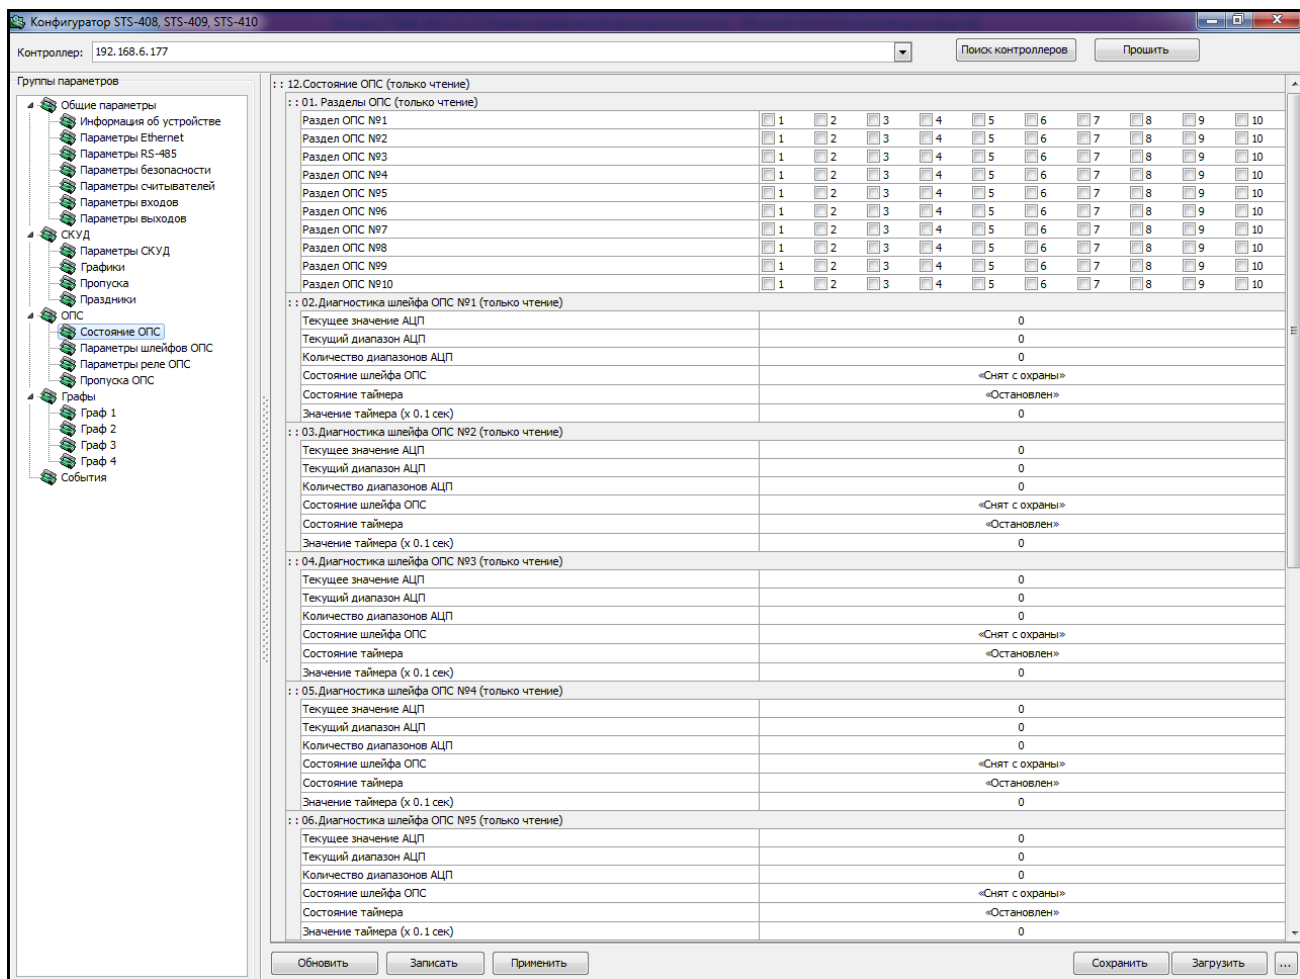 Конфигуратор STS-408, STS-409, STS-410
Контроллер: 192.168.6.177 Поиск контроллеров Прошить
Группы параметров
Общие параметры
Информация об устройстве
Параметры Ethernet
Параметры RS-485
Параметры безопасности
Параметры считывателей
Параметры входов
Параметры выходов
СКУД
Параметры СКУД
Графики
Пропуска
Праздники
ОПС
Состояние ОПС
Параметры шлейфов ОПС
Параметры реле ОПС
Пропуска ОПС
Графы
Граф 1
Граф 2
Граф 3
Граф 4
События
:: 12.Состояние ОПС (только чтение)
:: 01. Разделы ОПС (только чтение)
Раздел ОПС №1 1 2 3 4 5 6 7 8 9 10
Раздел ОПС №2 1 2 3 4 5 6 7 8 9 10
Раздел ОПС №3 1 2 3 4 5 6 7 8 9 10
Раздел ОПС №4 1 2 3 4 5 6 7 8 9 10
Раздел ОПС №5 1 2 3 4 5 6 7 8 9 10
Раздел ОПС №6 1 2 3 4 5 6 7 8 9 10
Раздел ОПС №7 1 2 3 4 5 6 7 8 9 10
Раздел ОПС №8 1 2 3 4 5 6 7 8 9 10
Раздел ОПС №9 1 2 3 4 5 6 7 8 9 10
Раздел ОПС №10 1 2 3 4 5 6 7 8 9 10
:: 02.Диагностика шлейфа ОПС №1 (только чтение)
Текущее значение АЦП 0
Текущий диапазон АЦП 0
Количество диапазонов АЦП 0
Состояние шлейфа ОПС «Снят с охраны»
Состояние таймера «Остановлен»
Значение таймера (x 0.1 сек) 0
:: 03.Диагностика шлейфа ОПС №2 (только чтение)
Текущее значение АЦП 0
Текущий диапазон АЦП 0
Количество диапазонов АЦП 0
Состояние шлейфа ОПС «Снят с охраны»
Состояние таймера «Остановлен»
Значение таймера (x 0.1 сек) 0
:: 04.Диагностика шлейфа ОПС №3 (только чтение)
Текущее значение АЦП 0
Текущий диапазон АЦП 0
Количество диапазонов АЦП 0
Состояние шлейфа ОПС «Снят с охраны»
Состояние таймера «Остановлен»
Значение таймера (x 0.1 сек) 0
:: 05.Диагностика шлейфа ОПС №4 (только чтение)
Текущее значение АЦП 0
Текущий диапазон АЦП 0
Количество диапазонов АЦП 0
Состояние шлейфа ОПС «Снят с охраны»
Состояние таймера «Остановлен»
Значение таймера (x 0.1 сек) 0
:: 06.Диагностика шлейфа ОПС №5 (только чтение)
Текущее значение АЦП 0
Текущий диапазон АЦП 0
Количество диапазонов АЦП 0
Состояние шлейфа ОПС «Снят с охраны»
Состояние таймера «Остановлен»
Значение таймера (x 0.1 сек) 0
Обновить Записать Применить Сохранить Загрузить ...